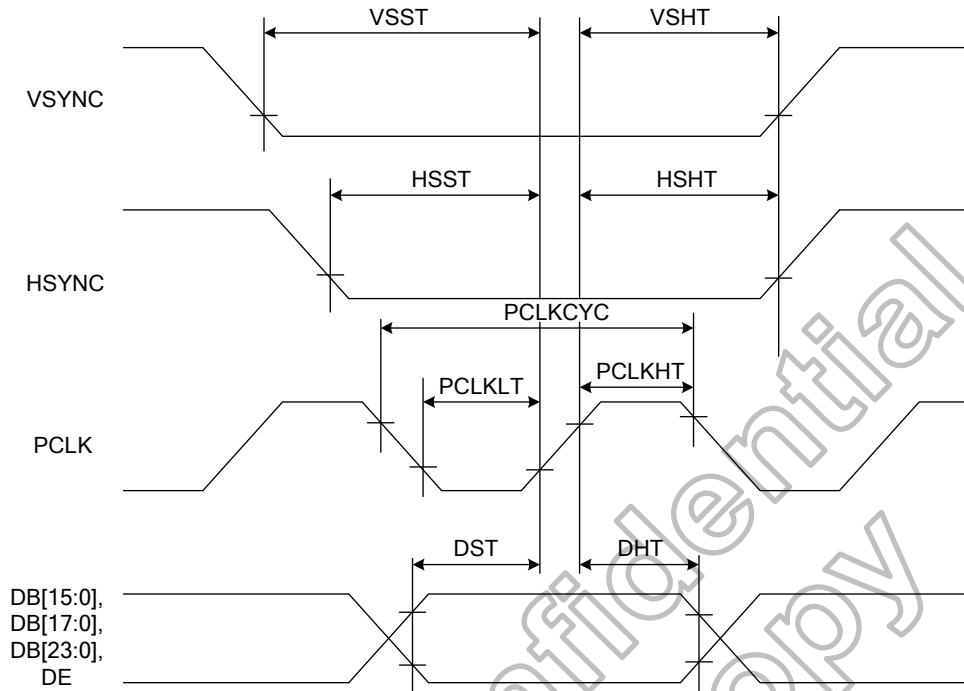 VSST VSHT
VSYNC
HSST HSHT
HSYNC
PCLKCYC
PCLKLT PCLKHT
PCLK
DST DHT
DB[15:0],
DB[17:0],
DB[23:0],
DE